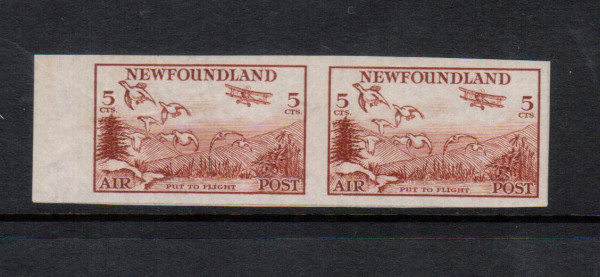 NEWFOUNDLAND
5 CTS. 5 CTS.
AIR PUT TO FLIGHT POST
NEWFOUNDLAND
5 CTS. 5 CTS.
AIR PUT TO FLIGHT POST